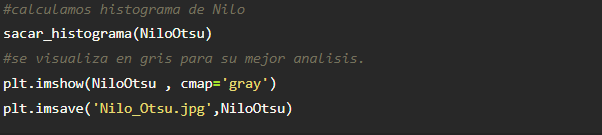 #calculamos histograma de Nilo
sacar_histograma(NiloOtsu)
#se visualiza en gris para su mejor analisis.
plt.imshow(NiloOtsu , cmap='gray')
plt.imsave('Nilo_Otsu.jpg',NiloOtsu)